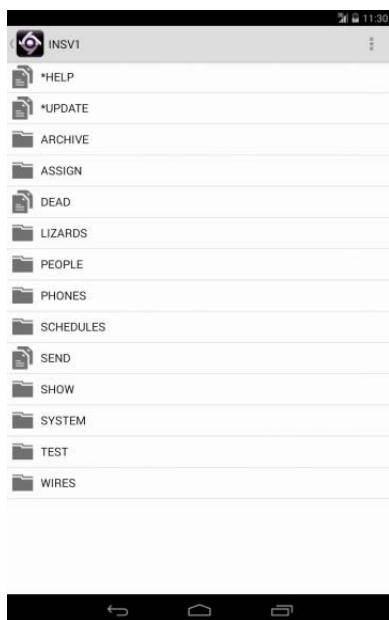 11:30
INSV1
*HELP
*UPDATE
ARCHIVE
ASSIGN
DEAD
LIZARDS
PEOPLE
PHONES
SCHEDULES
SEND
SHOW
SYSTEM
TEST
WIRES